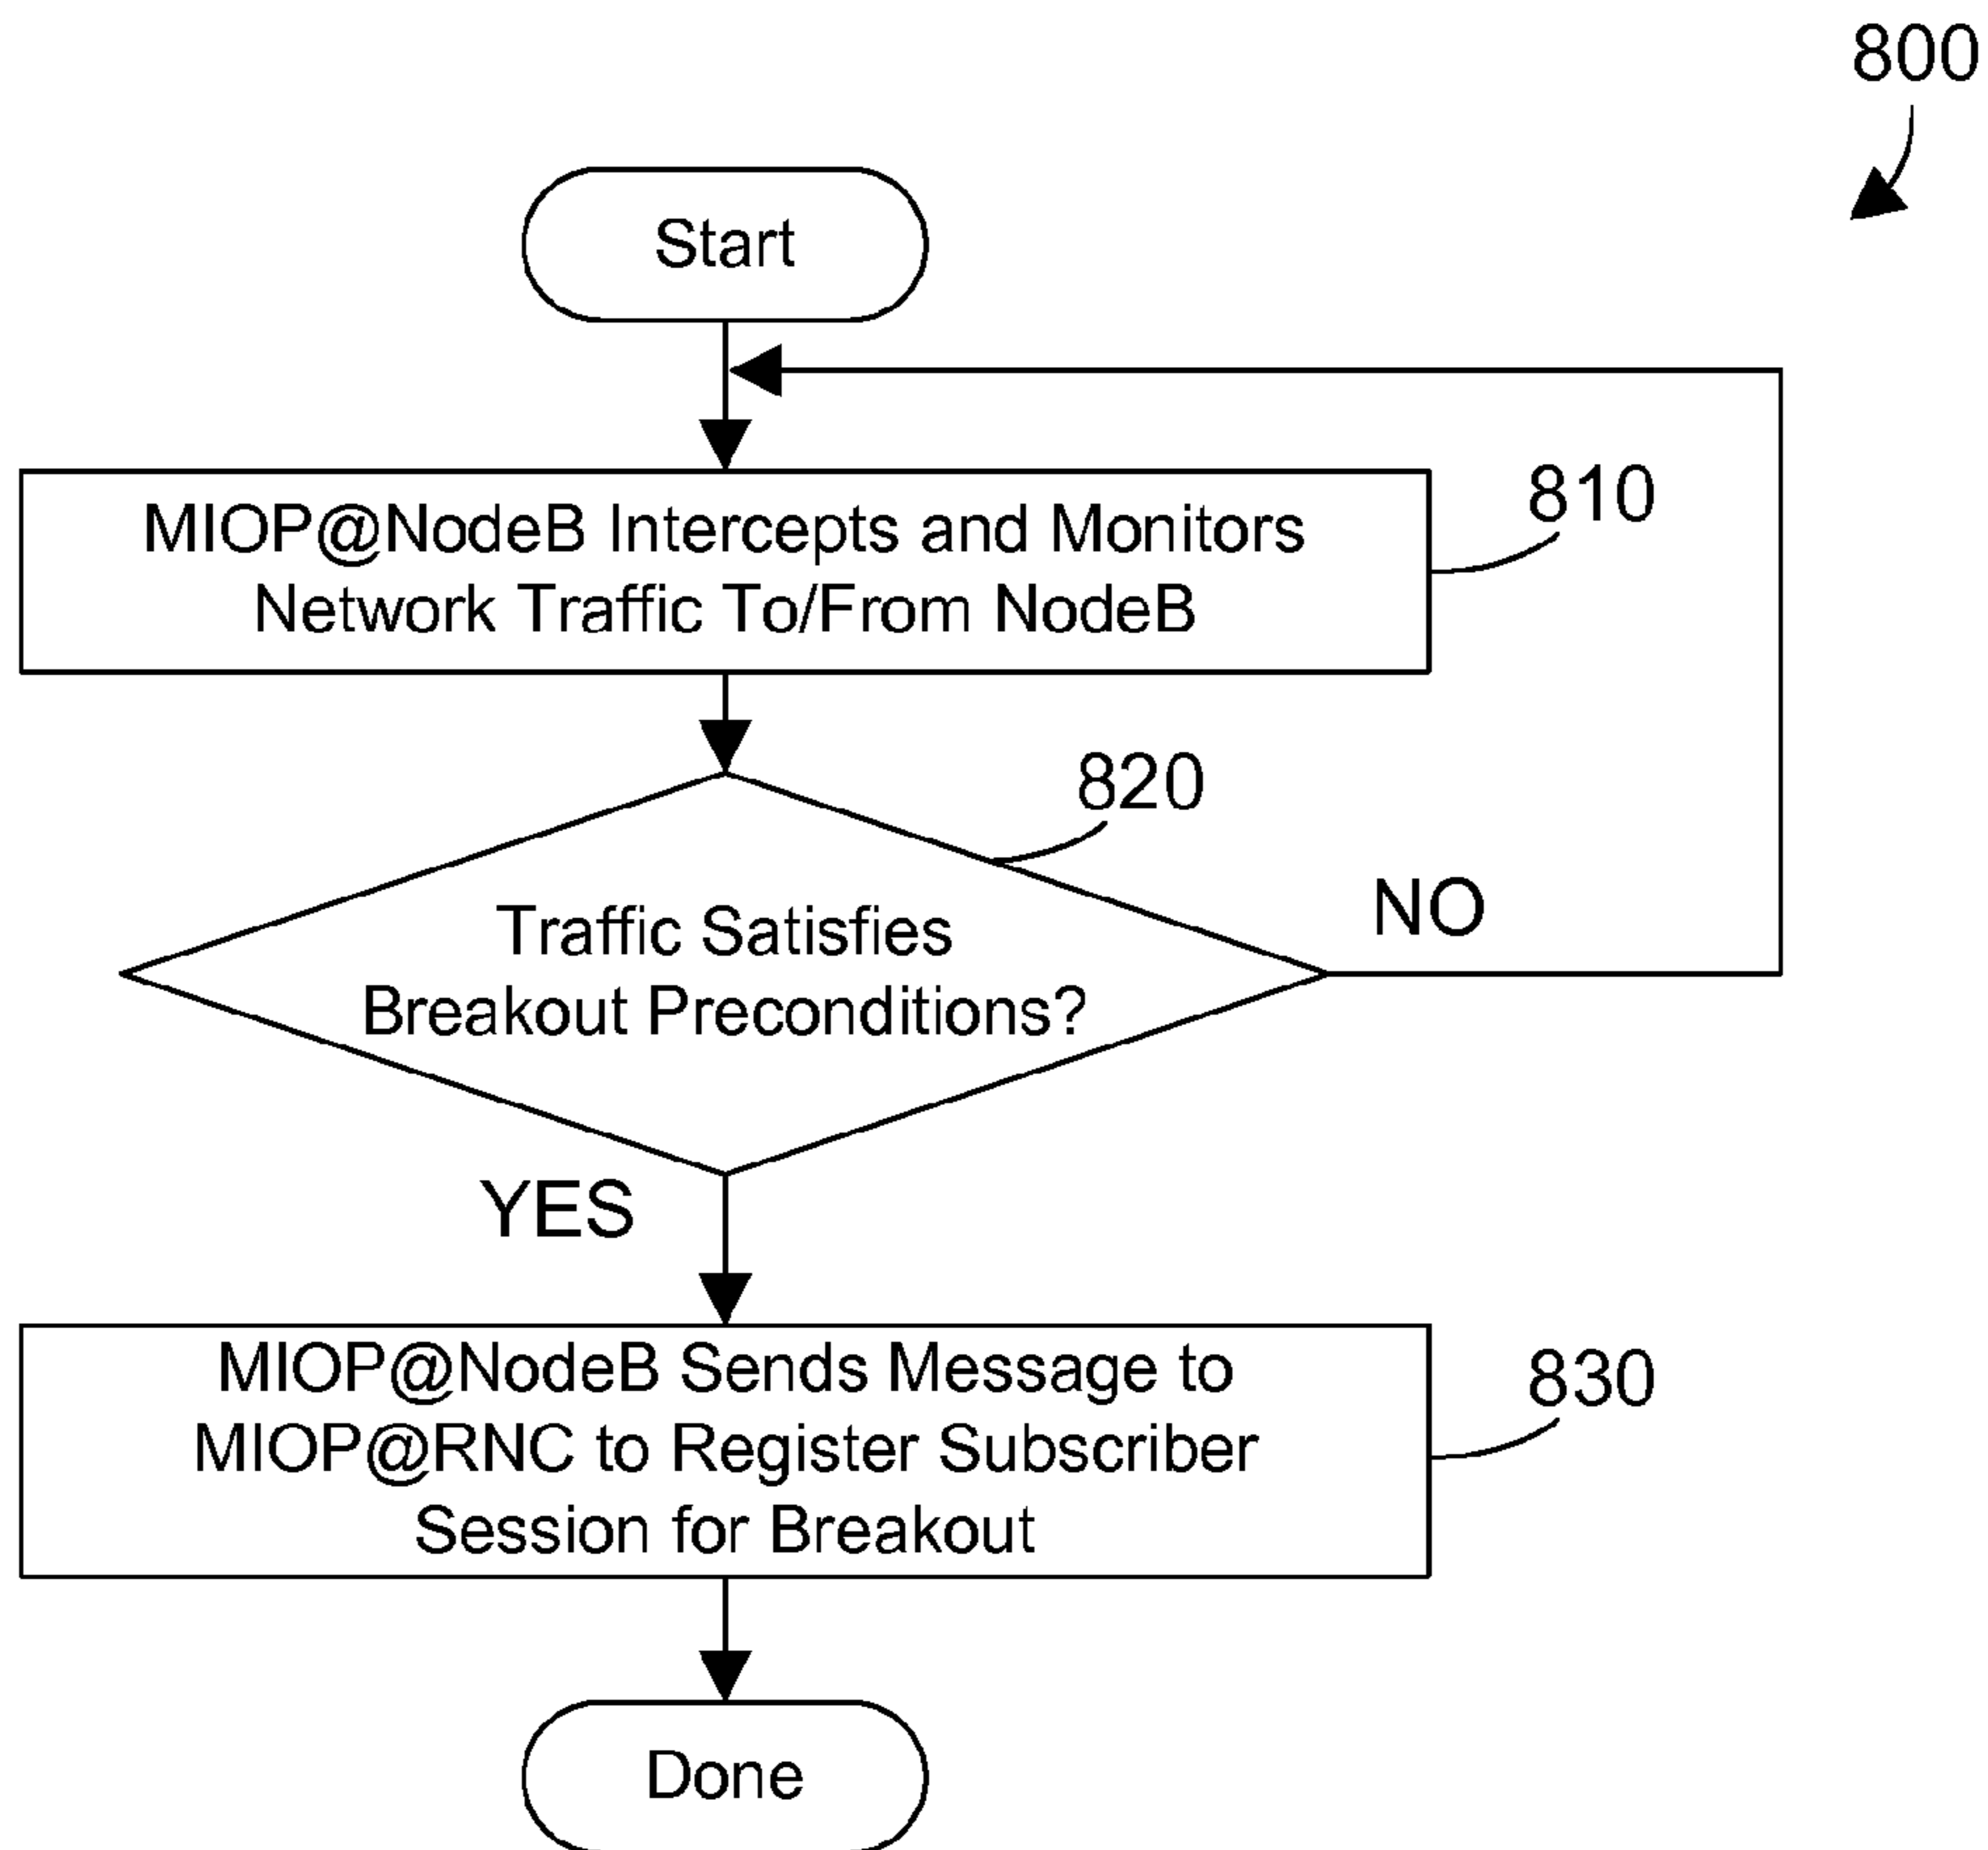 800
Start
MIOP@NodeB Intercepts and Monitors
Network Traffic To/From NodeB
810
820
Traffic Satisfies
Breakout Preconditions?
NO
YES
MIOP@NodeB Sends Message to
MIOP@RNC to Register Subscriber
Session for Breakout
830
Done